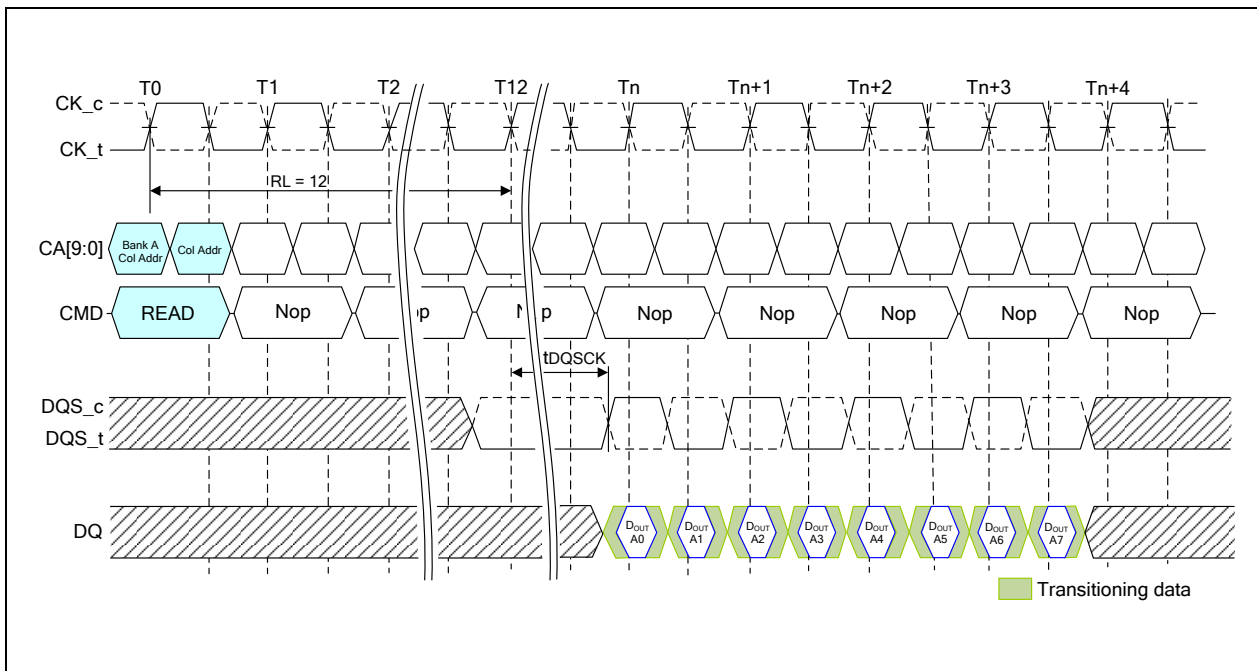 T0 T1 T2 T12 Tn Tn+1 Tn+2 Tn+3 Tn+4
CK_c
CK_t
RL = 12
CA[9:0] Bank A Col Addr Col Addr
CMD READ Nop op N p Nop Nop Nop Nop Nop
tDQSCK
DQS_c
DQS_t
DQ DOUT A0 DOUT A1 DOUT A2 DOUT A3 DOUT A4 DOUT A5 DOUT A6 DOUT A7
Transitioning data